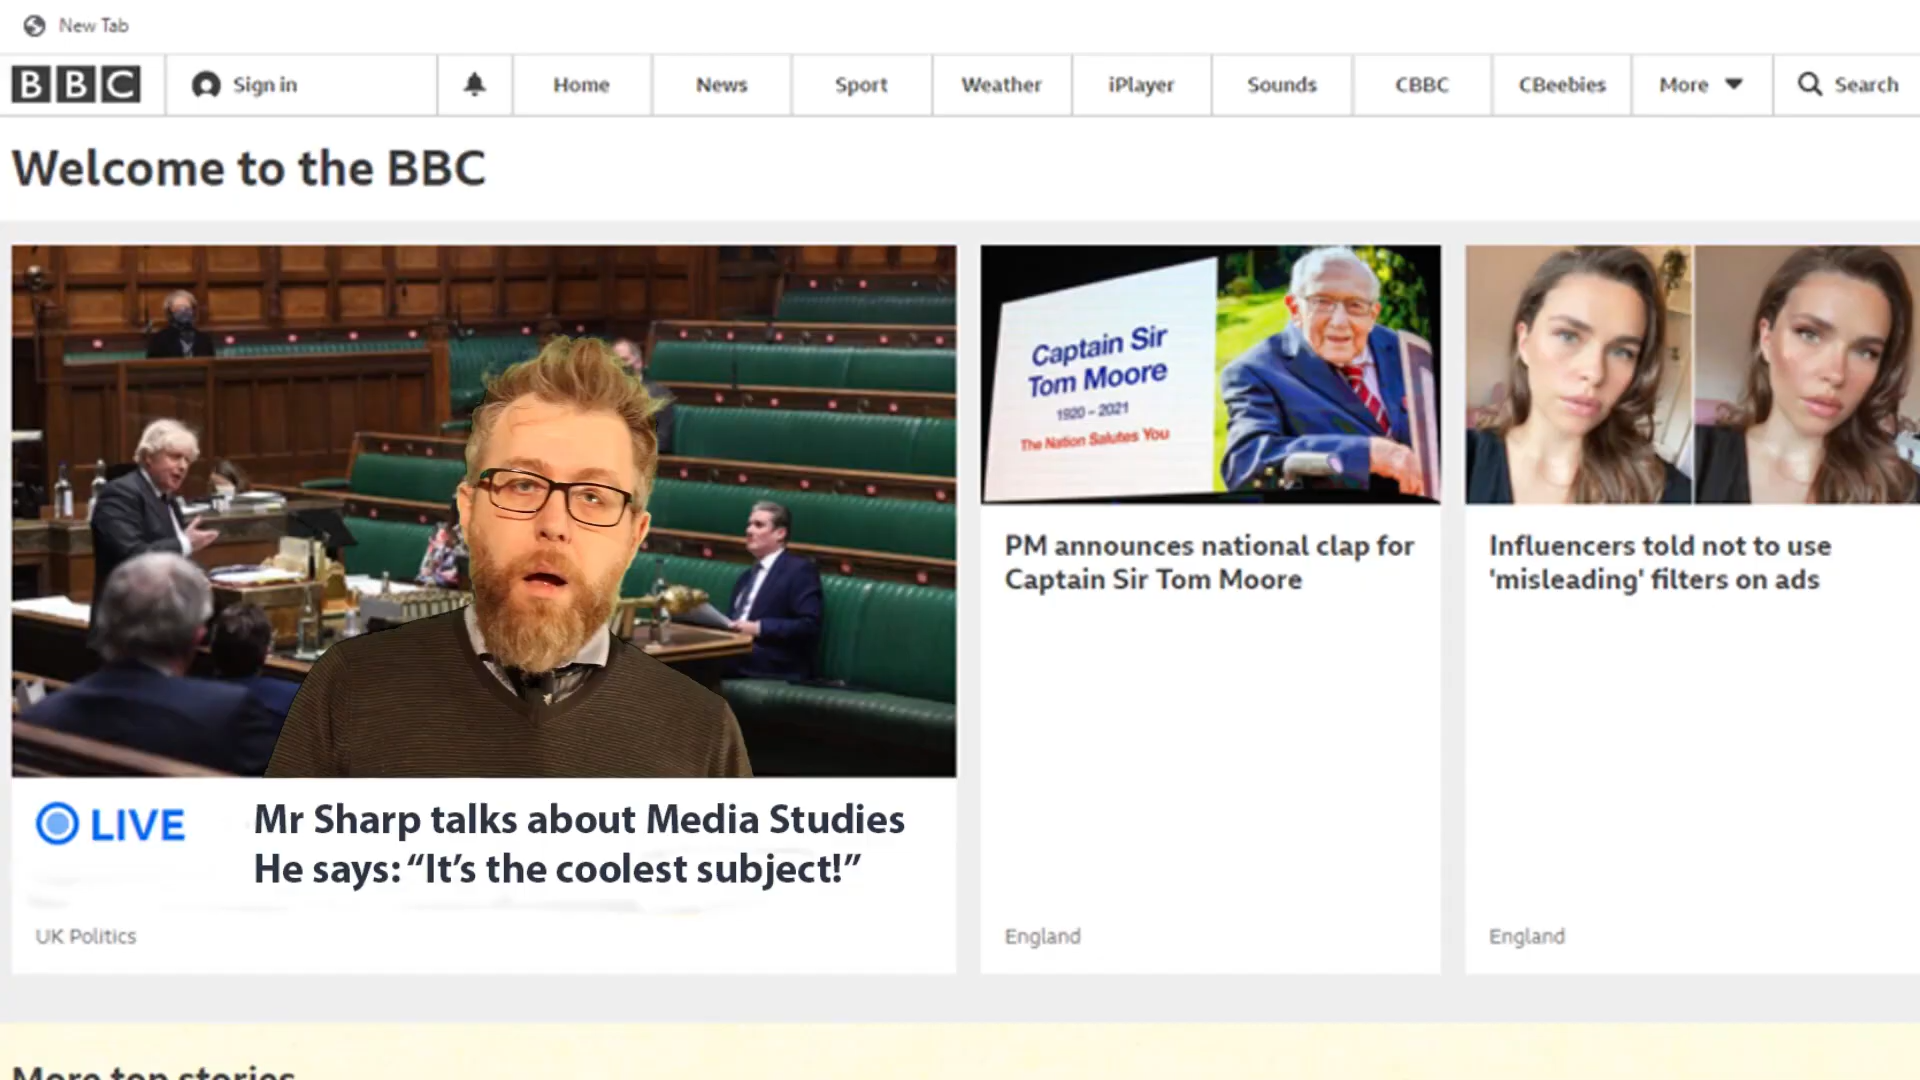 New Tab
BBC
Sign in
Home
News
Sport
Weather
iPlayer
Sounds
CBBC
CBeebies
More
Search
Welcome to the BBC
Captain Sir
Tom Moore
1920 – 2021
The Nation Salutes You
LIVE
Mr Sharp talks about Media Studies
He says: “It’s the coolest subject!”
UK Politics
PM announces national clap for
Captain Sir Tom Moore
England
Influencers told not to use
'misleading' filters on ads
England
More top stories